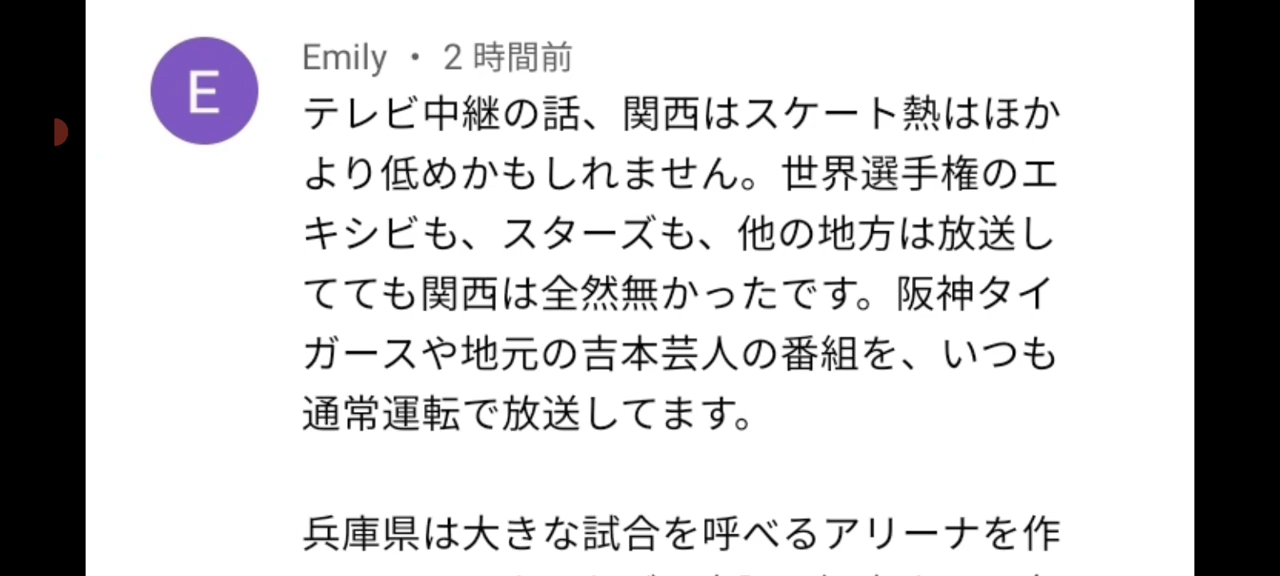 E
Emily ・ 2 時間前
テレビ中継の話、関西はスケート熱はほか
より低めかもしれません。世界選手権のエ
キシビも、スターズも、他の地方は放送し
てても関西は全然無かったです。阪神タイ
ガースや地元の吉本芸人の番組を、いつも
通常運転で放送してます。
兵庫県は大きな試合を呼べるアリーナを作